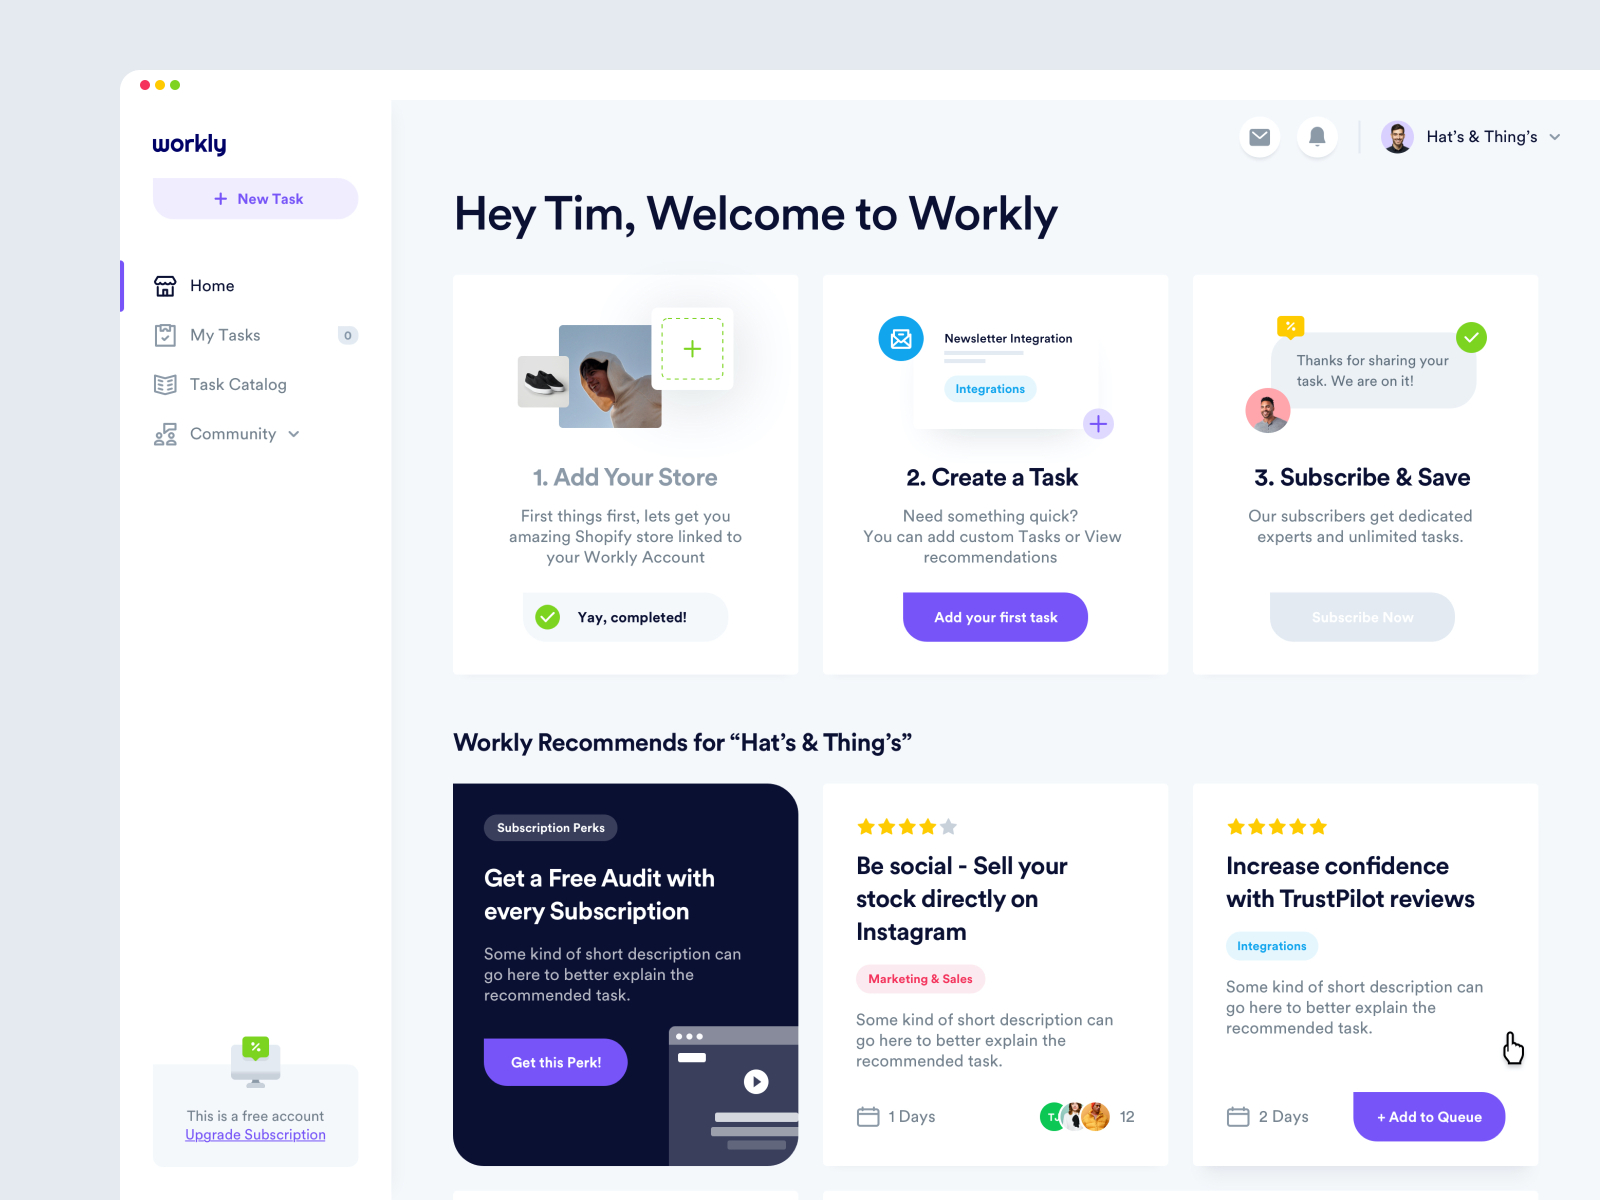 workly
+ New Task
Home
My Tasks
0
Task Catalog
Community
This is a free account
Upgrade Subscription
Hat's & Thing's
Hey Tim, Welcome to Workly
1. Add Your Store
First things first, lets get you
amazing Shopify store linked to
your Workly Account
Yay, completed!
Newsletter Integration
Integrations
2. Create a Task
Need something quick?
You can add custom Tasks or View
recommendations
Add your first task
%
Thanks for sharing your
task. We are on it!
3. Subscribe & Save
Our subscribers get dedicated
experts and unlimited tasks.
Subscribe Now
Workly Recommends for “Hat's & Thing's”
Subscription Perks
Get a Free Audit with
every Subscription
Some kind of short description can
go here to better explain the
recommended task.
Get this Perk!
Be social - Sell your
stock directly on
Instagram
Marketing & Sales
Some kind of short description can
go here to better explain the
recommended task.
1 Days
TJ
12
Increase confidence
with TrustPilot reviews
Integrations
Some kind of short description can
go here to better explain the
recommended task.
2 Days
+ Add to Queue
%